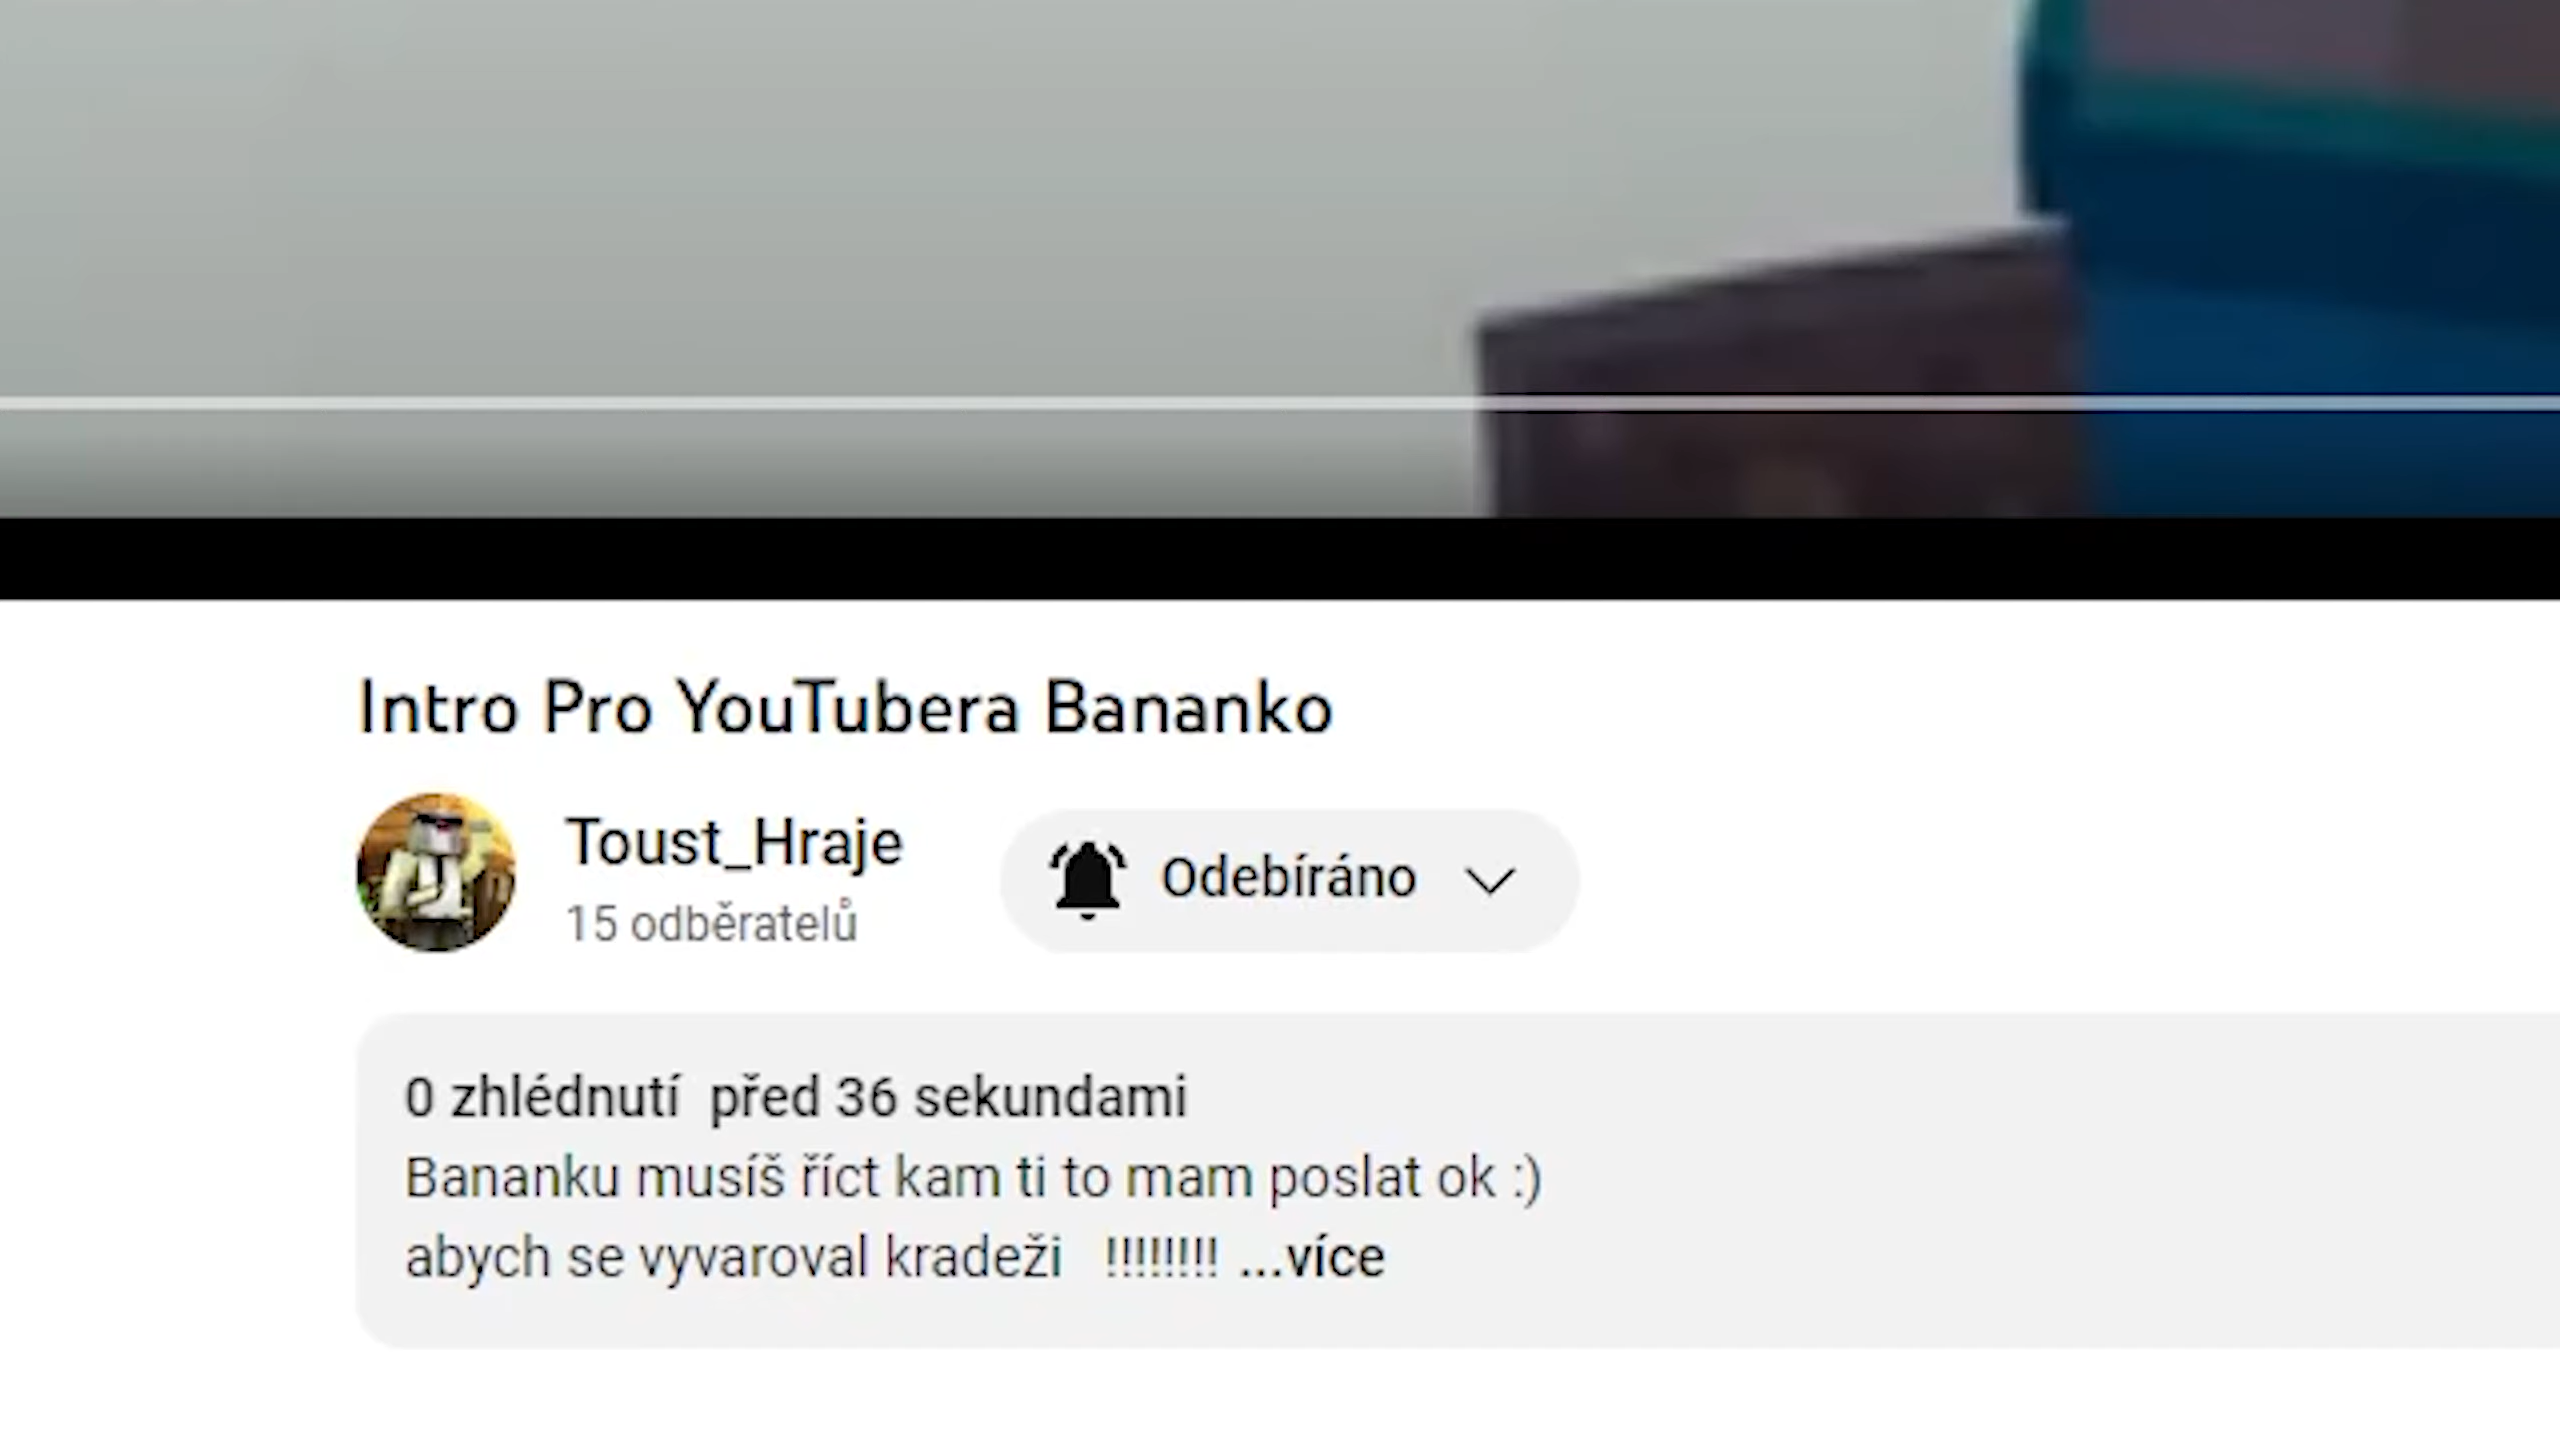 Intro Pro YouTubera Bananko
Toust_Hraje
15 odběratelů
Odebíráno
0 zhlédnutí  před 36 sekundami
Bananku musíš říct kam ti to mam poslat ok :)
abych se vyvaroval kradeži   !!!!!!!! ...více